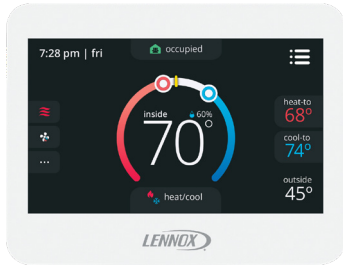 7:28 pm | fri
occupied
inside
60%
70°
heat-to
68°
cool-to
74°
outside
45°
heat/cool
LENNOX